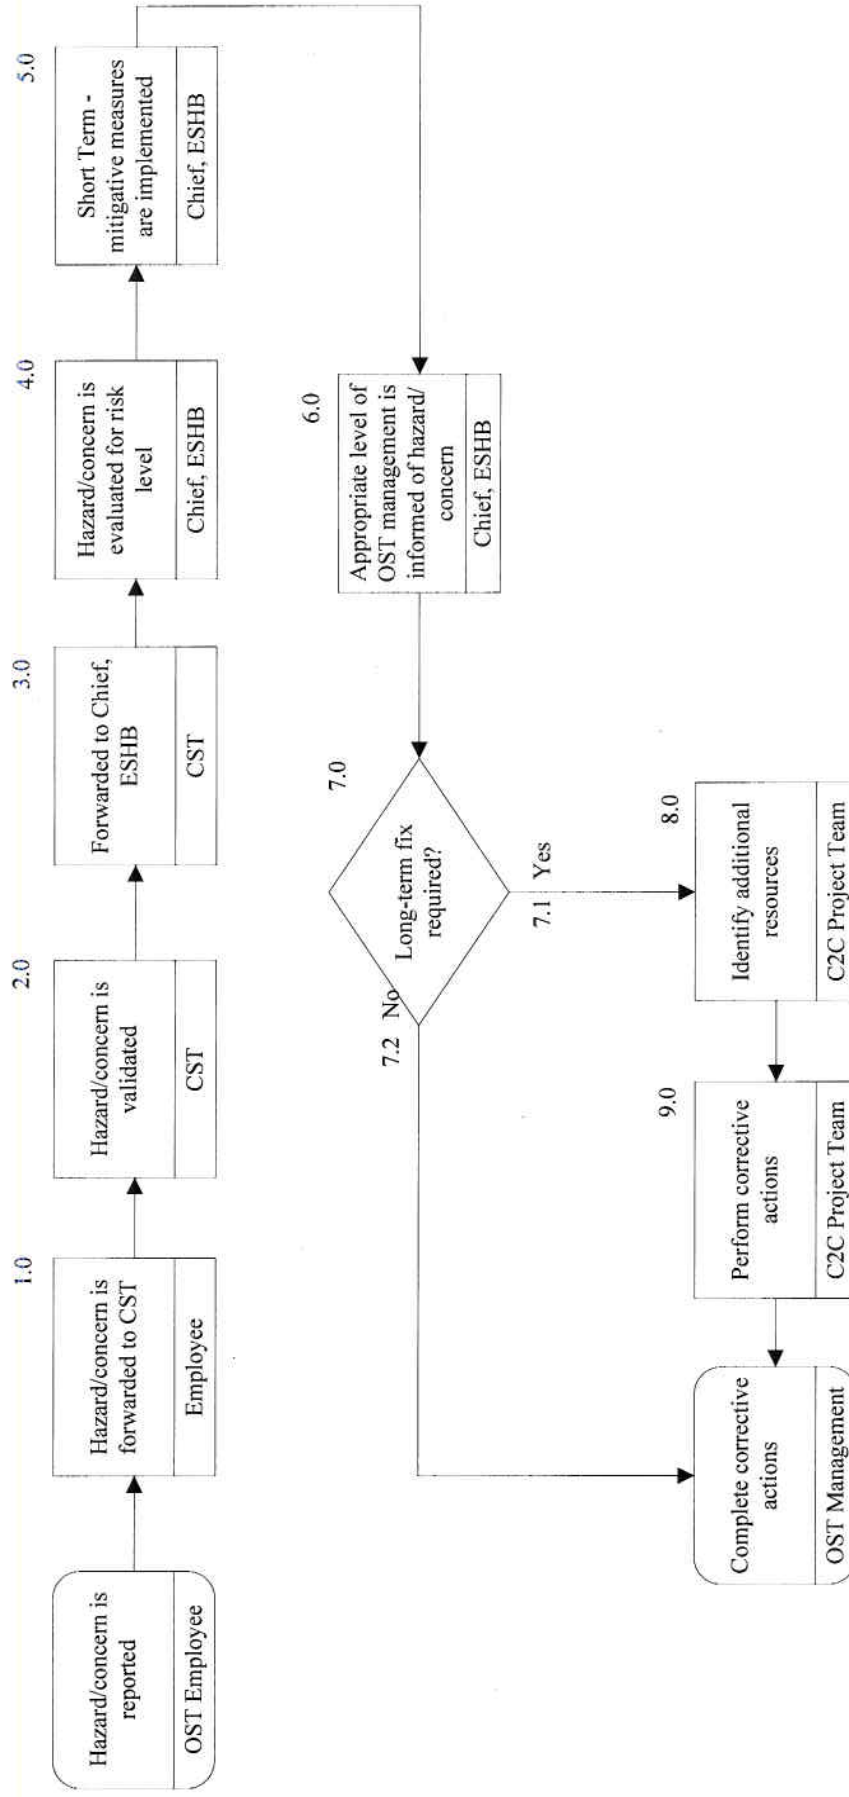 Hazard/concern is
reported
OST Employee
1.0
Hazard/concern is
forwarded to CST
Employee
2.0
Hazard/concern is
validated
CST
3.0
Forwarded to Chief,
ESHB
CST
4.0
Hazard/concern is
evaluated for risk
level
Chief, ESHB
5.0
Short Term -
mitigative measures
are implemented
Chief, ESHB
6.0
Appropriate level of
OST management is
informed of hazard/
concern
Chief, ESHB
7.0
Long-term fix
required?
7.1 Yes
7.2 No
8.0
Identify additional
resources
C2C Project Team
9.0
Perform corrective
actions
C2C Project Team
Complete corrective
actions
OST Management